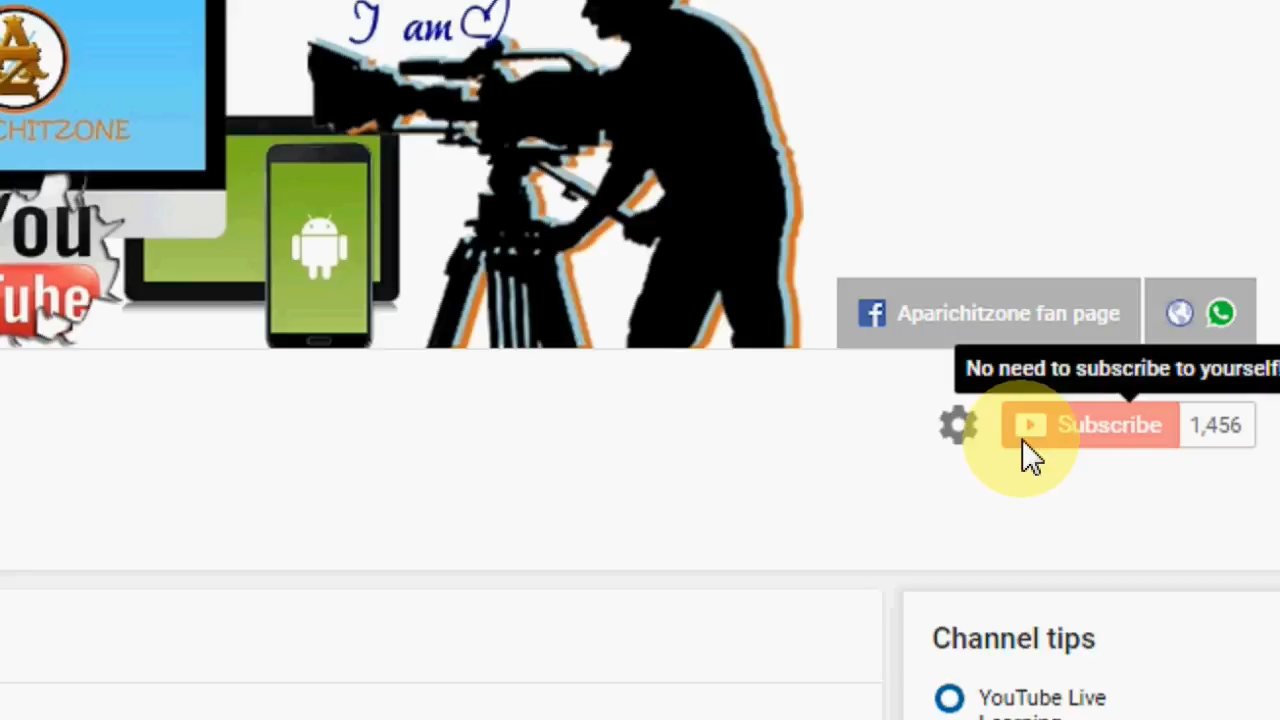 I am
CHITZONE
You
Tube
Aparichitzone fan page
No need to subscribe to yourself!
Subscribe 1,456
Channel tips
YouTube Live